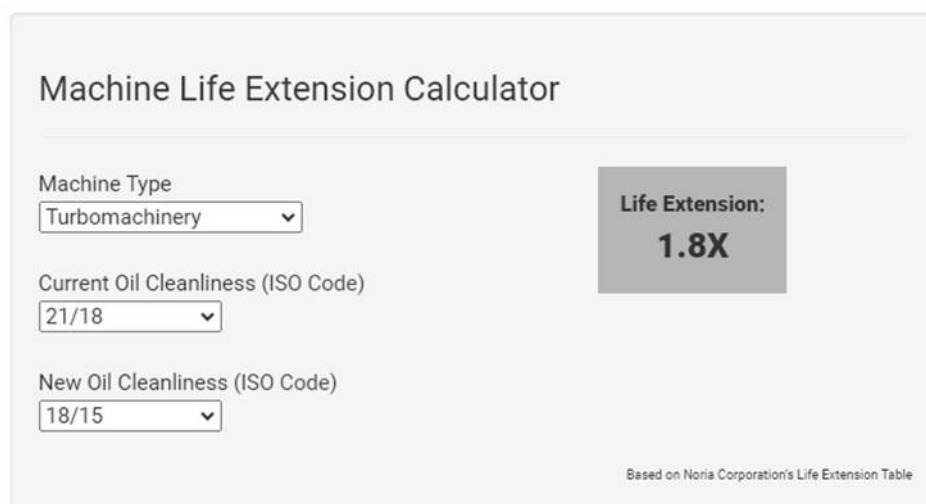 Machine Life Extension Calculator
Machine Type
Turbomachinery
Life Extension:
1.8X
Current Oil Cleanliness (ISO Code)
21/18
New Oil Cleanliness (ISO Code)
18/15
Based on Noria Corporation's Life Extension Table